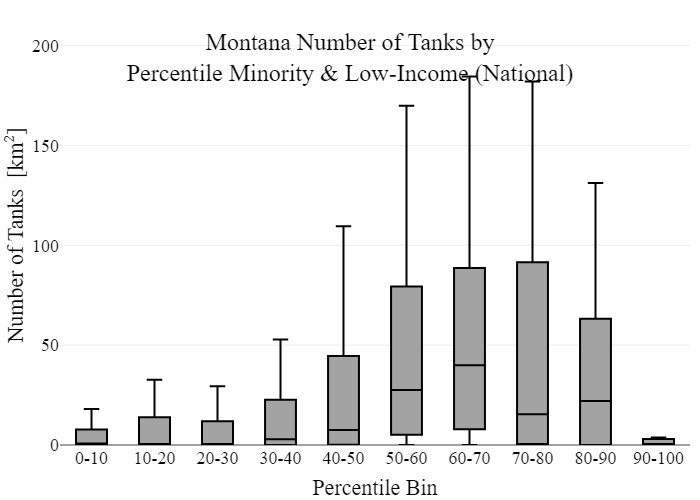 Montana Number of Tanks by
Percentile Minority & Low-Income (National)
Number of Tanks [km²]
200
150
100
50
0
0-10 10-20 20-30 30-40 40-50 50-60 60-70 70-80 80-90 90-100
Percentile Bin